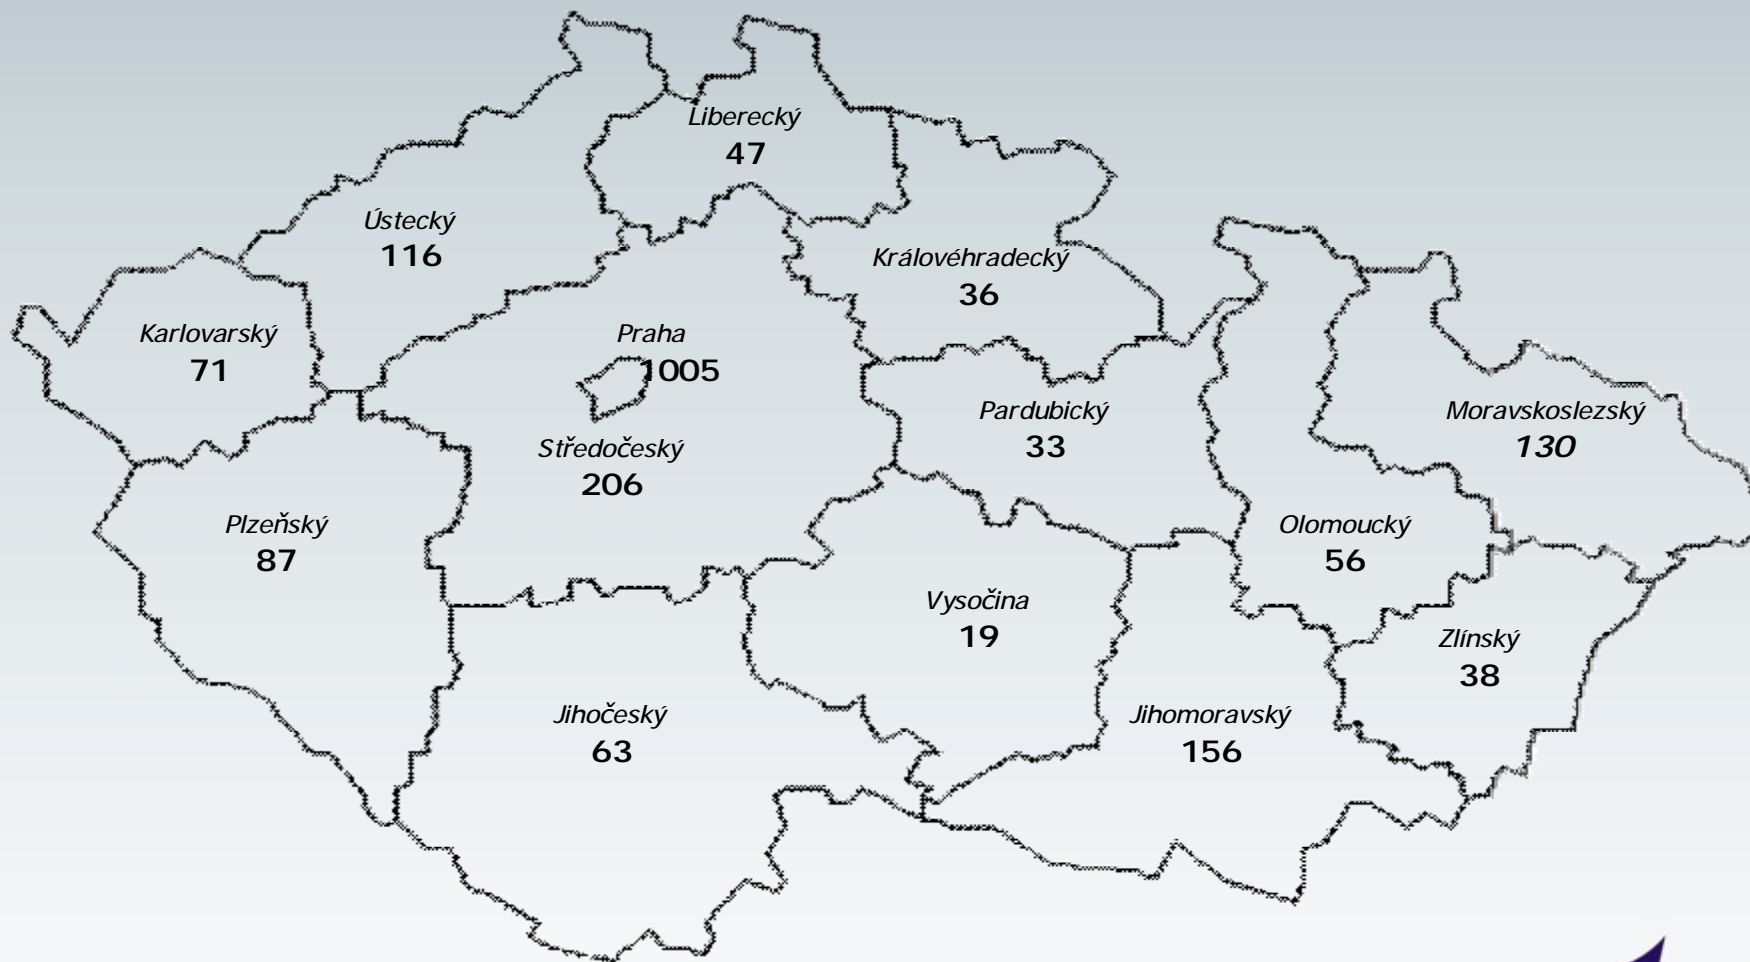 Liberecký
47
Ústecký
116
Královéhradecký
36
Karlovarský
71
Praha
1005
Pardubický
33
Moravskoslezský
130
Středočeský
206
Plzeňský
87
Olomoucký
56
Vysočina
19
Zlínský
38
Jihočeský
63
Jihomoravský
156